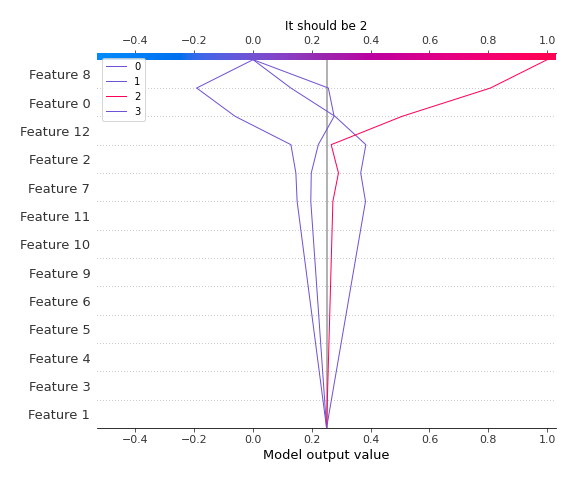 It should be 2
−0.4 −0.2 0.0 0.2 0.4 0.6 0.8 1.0
0
1
2
3
Feature 8
Feature 0
Feature 12
Feature 2
Feature 7
Feature 11
Feature 10
Feature 9
Feature 6
Feature 5
Feature 4
Feature 3
Feature 1
−0.4 −0.2 0.0 0.2 0.4 0.6 0.8 1.0
Model output value